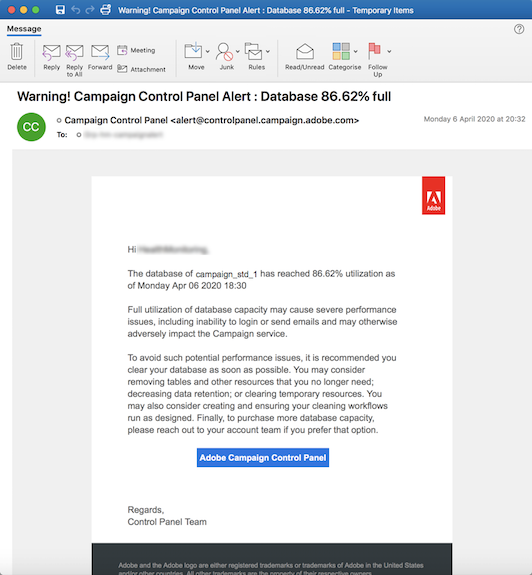 Warning! Campaign Control Panel Alert : Database 86.62% full - Temporary Items
Message
Delete
Reply
Reply to All
Forward
Meeting
Attachment
Move
Junk
Rules
Read/Unread
Categorise
Follow Up
Warning! Campaign Control Panel Alert : Database 86.62% full
CC
Campaign Control Panel <alert@controlpanel.campaign.adobe.com>
Monday 6 April 2020 at 20:32
To:
Adobe
Hi
The database of campaign_std_1 has reached 86.62% utilization as
of Monday Apr 06 2020 18:30
Full utilization of database capacity may cause severe performance
issues, including inability to login or send emails and may otherwise
adversely impact the Campaign service.
To avoid such potential performance issues, it is recommended you
clear your database as soon as possible. You may consider
removing tables and other resources that you no longer need;
decreasing data retention; or clearing temporary resources. You
may also consider creating and ensuring your cleaning workflows
run as designed. Finally, to purchase more database capacity,
please reach out to your account team if you prefer that option.
Adobe Campaign Control Panel
Regards,
Control Panel Team
Adobe and the Adobe logo are either registered trademarks or trademarks of Adobe in the United States
and/or other countries. All other trademarks are the property of their respective owners.